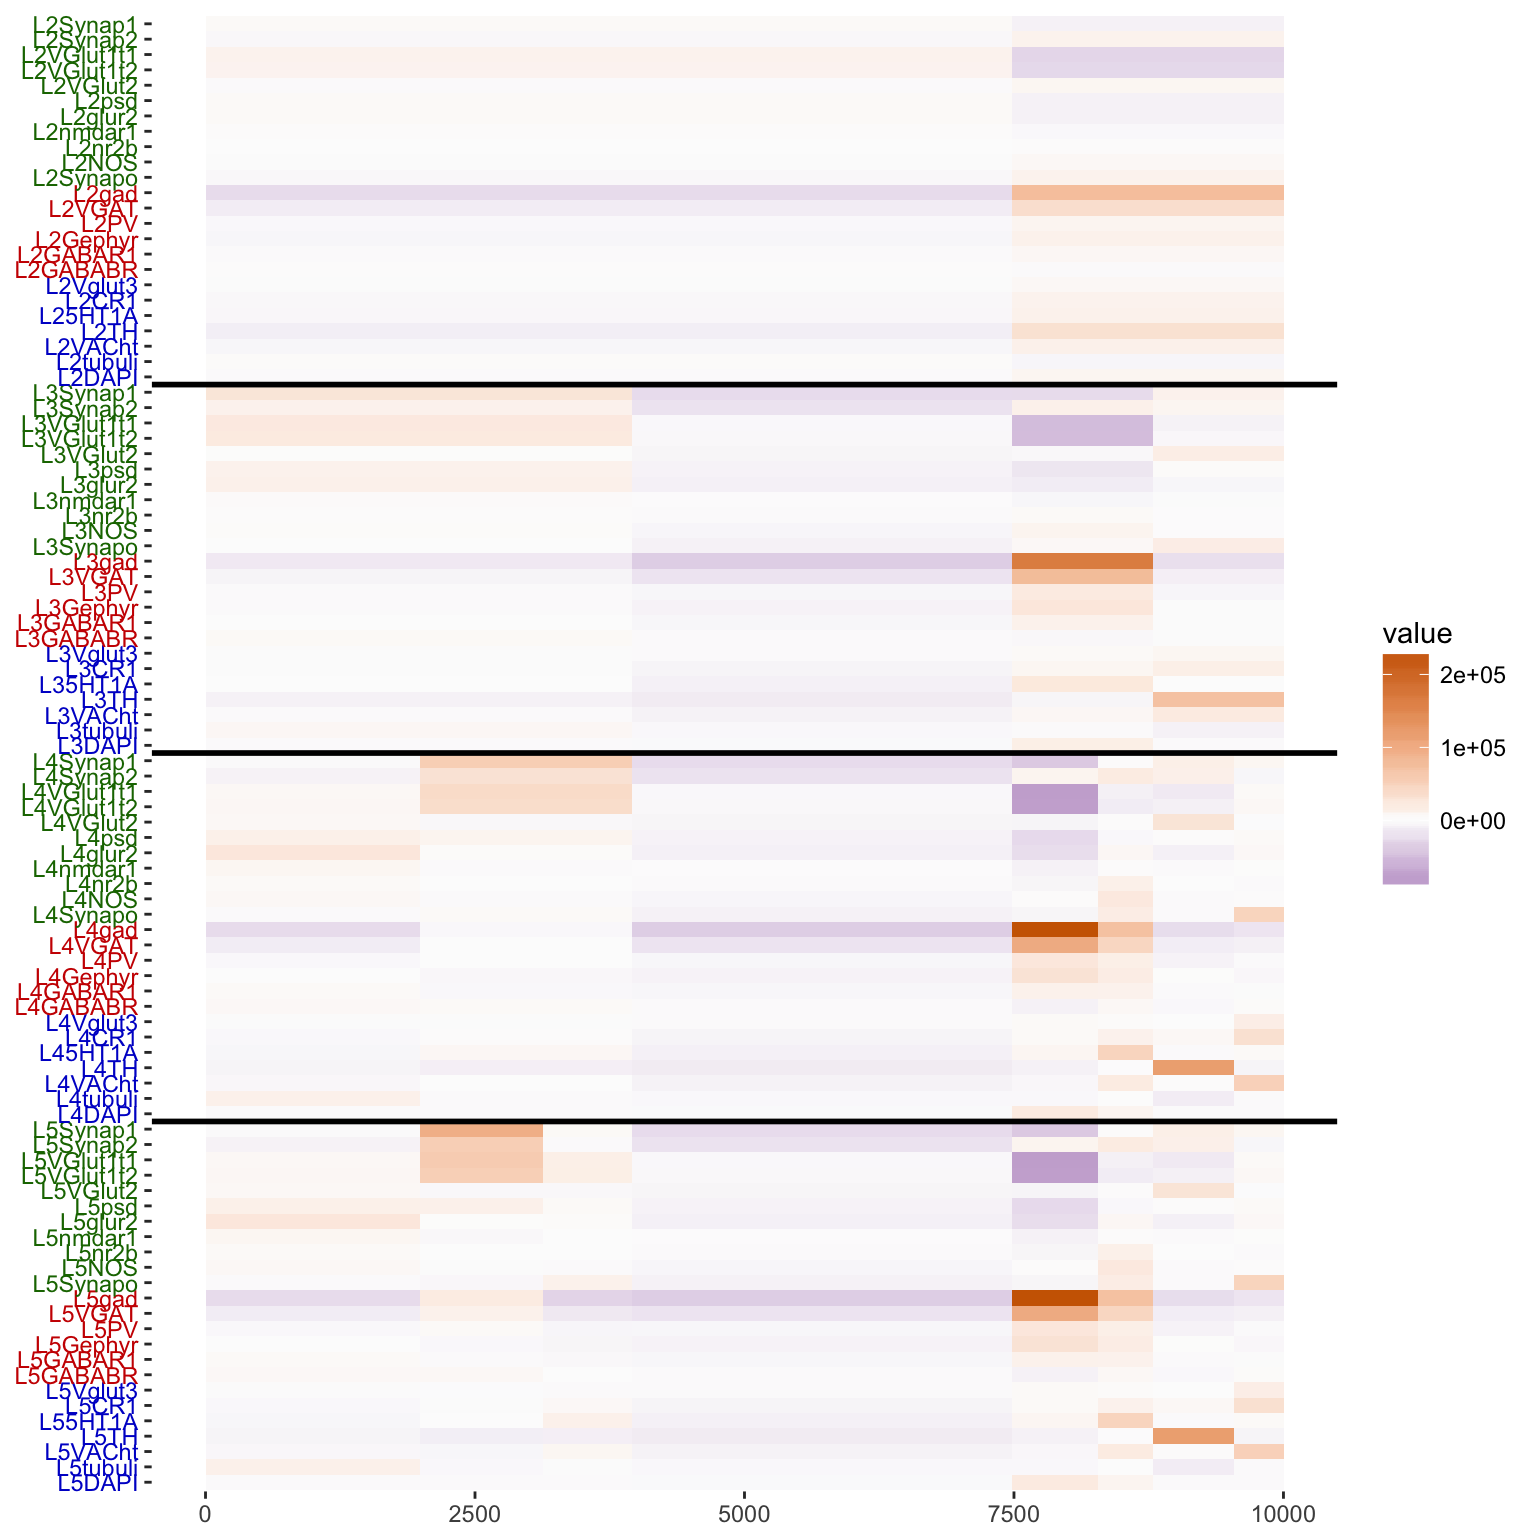 L2Synap1
L2Synap2
L2VGlut1t1
L2VGlut1t2
L2VGlut2
L2psd
L2glur2
L2nmdar1
L2nr2b
L2NOS
L2Synapo
L2gad
L2VGAT
L2PV
L2Gephyr
L2GABAR1
L2GABABR
L2Vglut3
L2CR1
L25HT1A
L2TH
L2VACht
L2tubuli
L2DAPI
L3Synap1
L3Synap2
L3VGlut1t1
L3VGlut1t2
L3VGlut2
L3psd
L3glur2
L3nmdar1
L3nr2b
L3NOS
L3Synapo
L3gad
L3VGAT
L3PV
L3Gephyr
L3GABAR1
L3GABABR
L3Vglut3
L3CR1
L35HT1A
L3TH
L3VACht
L3tubuli
L3DAPI
L4Synap1
L4Synap2
L4VGlut1t1
L4VGlut1t2
L4VGlut2
L4psd
L4glur2
L4nmdar1
L4nr2b
L4NOS
L4Synapo
L4gad
L4VGAT
L4PV
L4Gephyr
L4GABAR1
L4GABABR
L4Vglut3
L4CR1
L45HT1A
L4TH
L4VACht
L4tubuli
L4DAPI
L5Synap1
L5Synap2
L5VGlut1t1
L5VGlut1t2
L5VGlut2
L5psd
L5glur2
L5nmdar1
L5nr2b
L5NOS
L5Synapo
L5gad
L5VGAT
L5PV
L5Gephyr
L5GABAR1
L5GABABR
L5Vglut3
L5CR1
L55HT1A
L5TH
L5VACht
L5tubuli
L5DAPI
0 2500 5000 7500 10000
value
2e+05
1e+05
0e+00